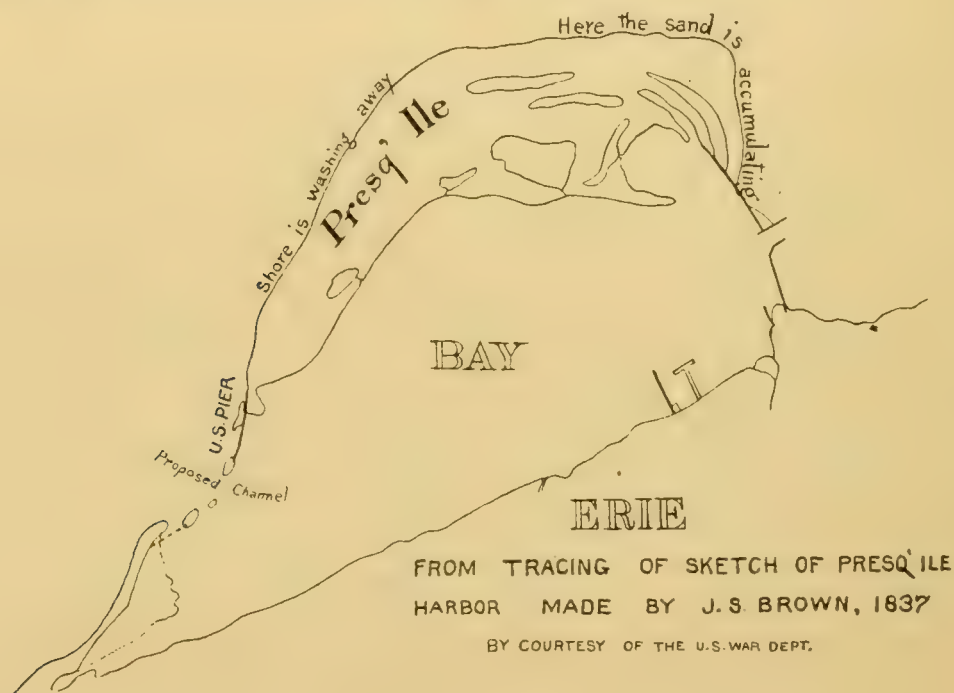 Here the sand is accumulating
Shore is washing away
Presq' Ile
BAY
U.S. PIER
Proposed Channel
ERIE
FROM TRACING OF SKETCH OF PRESQ' ILE
HARBOR MADE BY J.S. BROWN, 1837
BY COURTESY OF THE U.S. WAR DEPT.